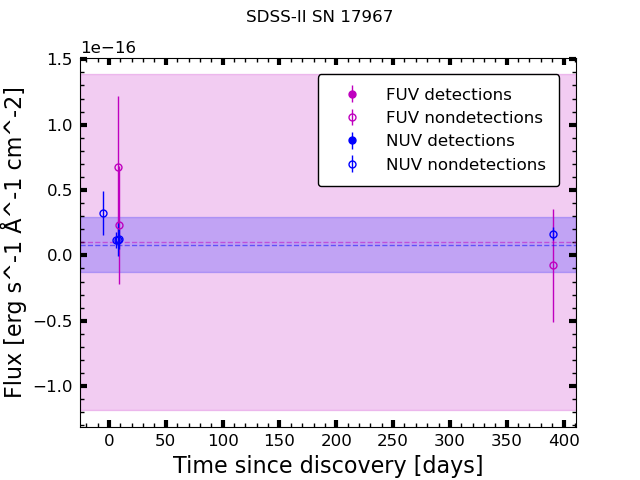 SDSS-II SN 17967
1e−16
1.5
1.0
0.5
0.0
−0.5
−1.0
Flux [erg s^-1 Å^-1 cm^-2]
FUV detections
FUV nondetections
NUV detections
NUV nondetections
0 50 100 150 200 250 300 350 400
Time since discovery [days]